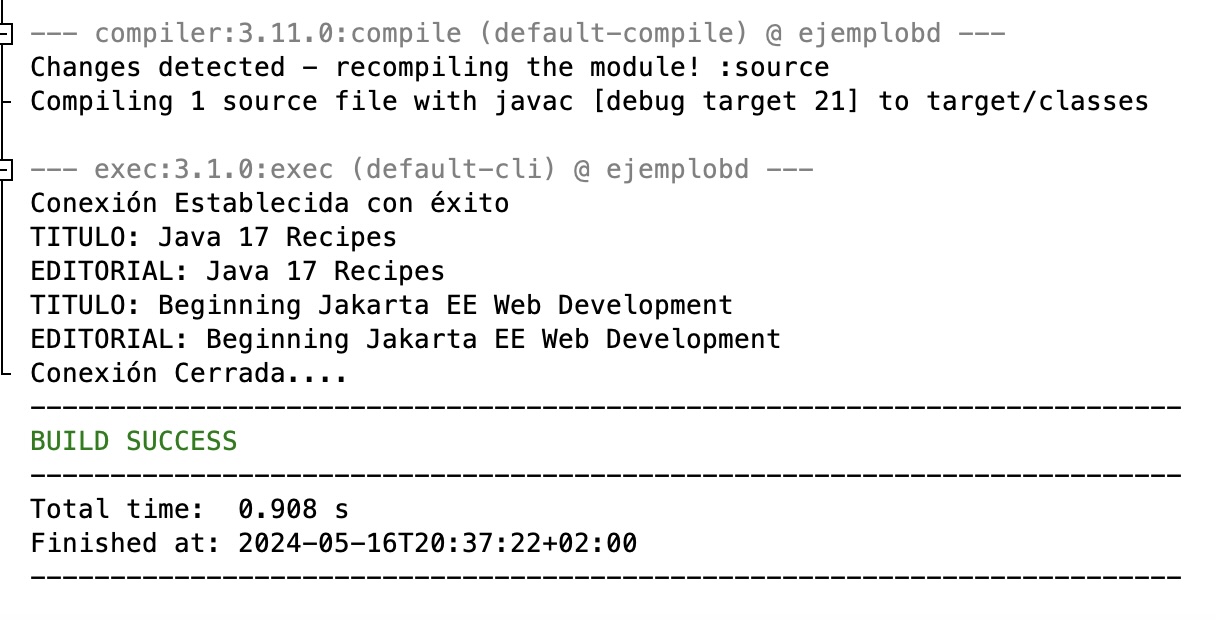 --- compiler:3.11.0:compile (default-compile) @ ejemplobd ---
Changes detected - recompiling the module! :source
Compiling 1 source file with javac [debug target 21] to target/classes
--- exec:3.1.0:exec (default-cli) @ ejemplobd ---
Conexión Establecida con éxito
TITULO: Java 17 Recipes
EDITORIAL: Java 17 Recipes
TITULO: Beginning Jakarta EE Web Development
EDITORIAL: Beginning Jakarta EE Web Development
Conexión Cerrada....
------------------------------------------------------------------------
BUILD SUCCESS
------------------------------------------------------------------------
Total time:  0.908 s
Finished at: 2024-05-16T20:37:22+02:00
------------------------------------------------------------------------